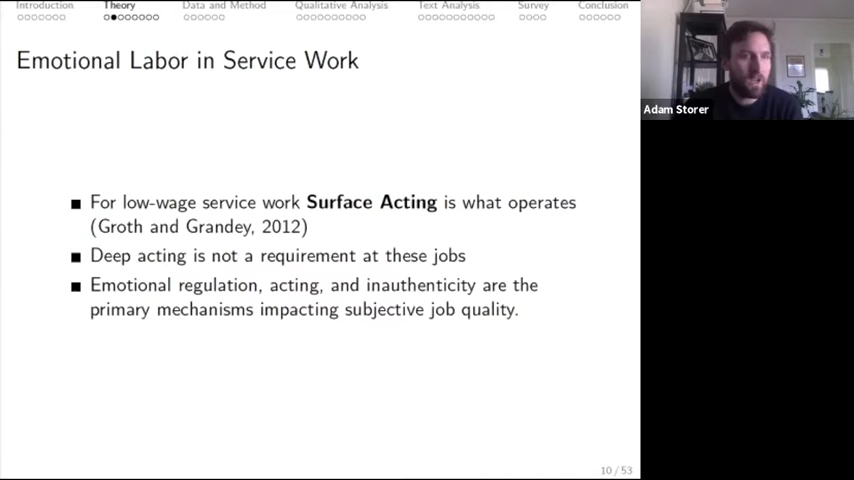 Introduction Theory Data and Method Qualitative Analysis Text Analysis Survey Conclusion
Emotional Labor in Service Work
Adam Storer
■ For low-wage service work Surface Acting is what operates
(Groth and Grandey, 2012)
■ Deep acting is not a requirement at these jobs
■ Emotional regulation, acting, and inauthenticity are the
primary mechanisms impacting subjective job quality.
10 / 53